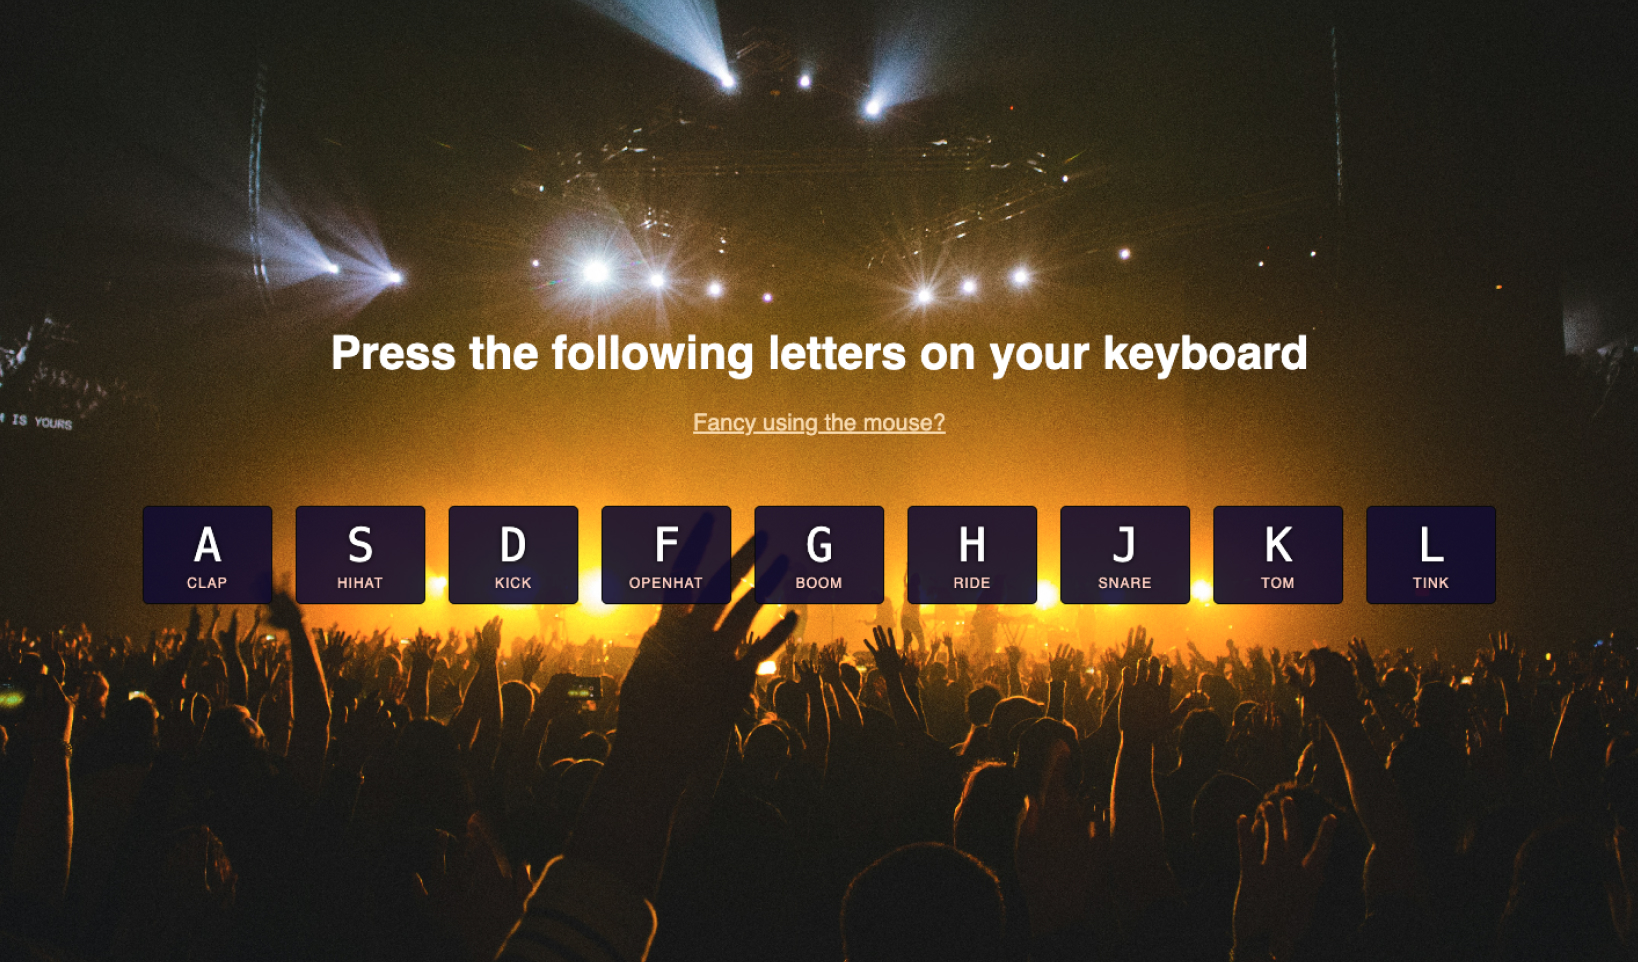 Press the following letters on your keyboard
Fancy using the mouse?
IS YOURS
A S D F G H J K L
CLAP HIHAT KICK OPENHAT BOOM RIDE SNARE TOM TINK